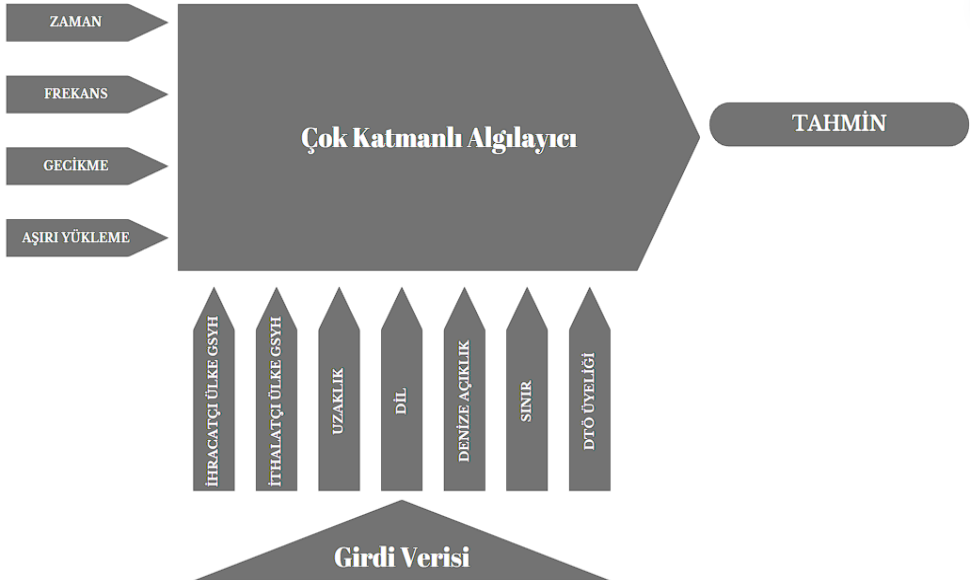 ZAMAN
FREKANS
GECİKME
AŞIRI YÜKLEME
Çok Katmanlı Algılayıcı
TAHMİN
İHRACATÇI ÜLKE GSYH
İTHALATÇI ÜLKE GSYH
UZAKLIK
DİL
DENİZE AÇIKLIK
SINIR
DTÖ ÜYELİĞİ
Girdi Verisi